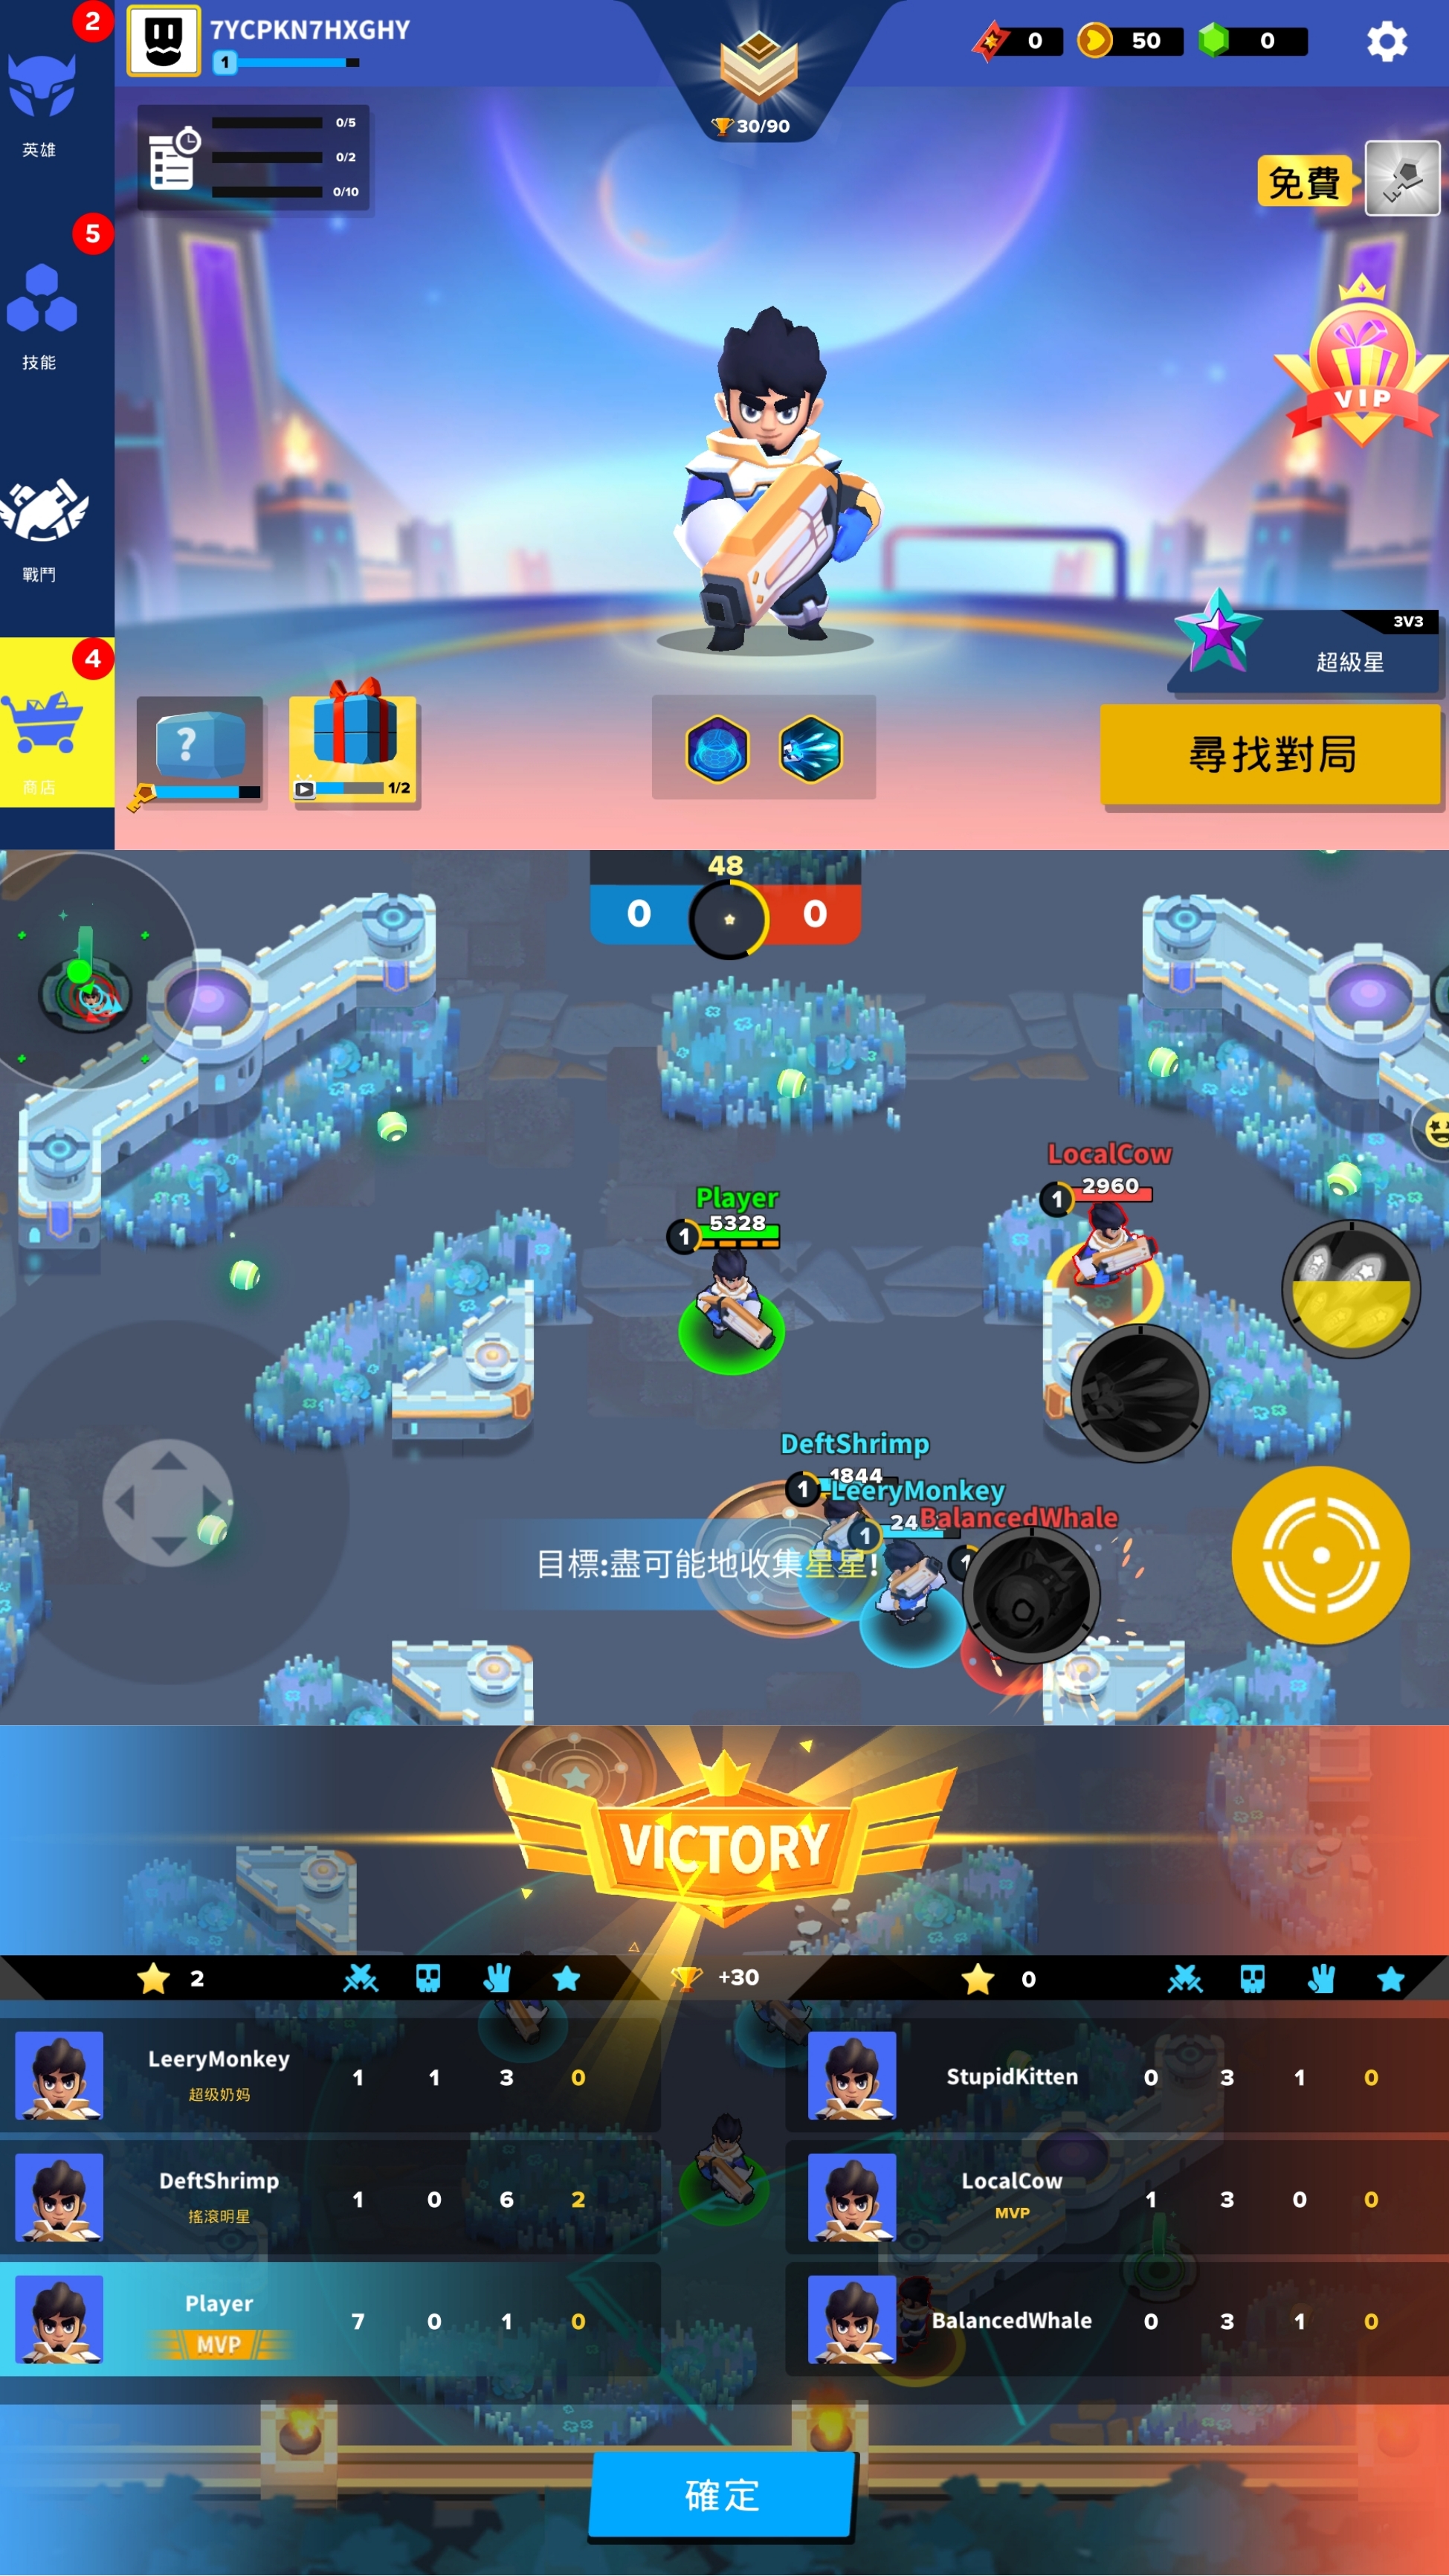 2
7YCPKN7HXGHY
1
0
50
0
30/90
0/5
0/2
0/10
英雄
免費
5
技能
VIP
戰鬥
3V3
超級星
4
商店
?
1/2
尋找對局
48
0
0
LocalCow
1
2960
Player
1
5328
DeftShrimp
1
1844
LeeryMonkey
1
BalancedWhale
目標:盡可能地收集星星!
VICTORY
2
+30
0
LeeryMonkey
超级奶妈
1
1
3
0
StupidKitten
0
3
1
0
DeftShrimp
搖滾明星
1
0
6
2
LocalCow
MVP
1
3
0
0
Player
MVP
7
0
1
0
BalancedWhale
0
3
1
0
確定